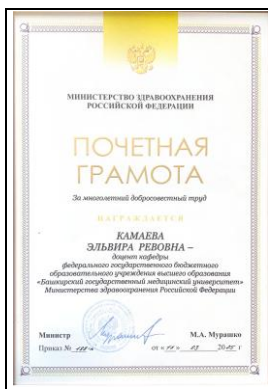 МИНИСТЕРСТВО ЗДРАВООХРАНЕНИЯ
РОССИЙСКОЙ ФЕДЕРАЦИИ
ПОЧЕТНАЯ
ГРАМОТА
За многолетний добросовестный труд
НАГРАЖДАЕТСЯ
КАМАЕВА
ЭЛЬВИРА РЕВОВНА –
доцент кафедры
федерального государственного бюджетного
образовательного учреждения высшего образования
«Башкирский государственный медицинский университет»
Министерства здравоохранения Российской Федерации
Министр М.А. Мурашко
Приказ № от « »